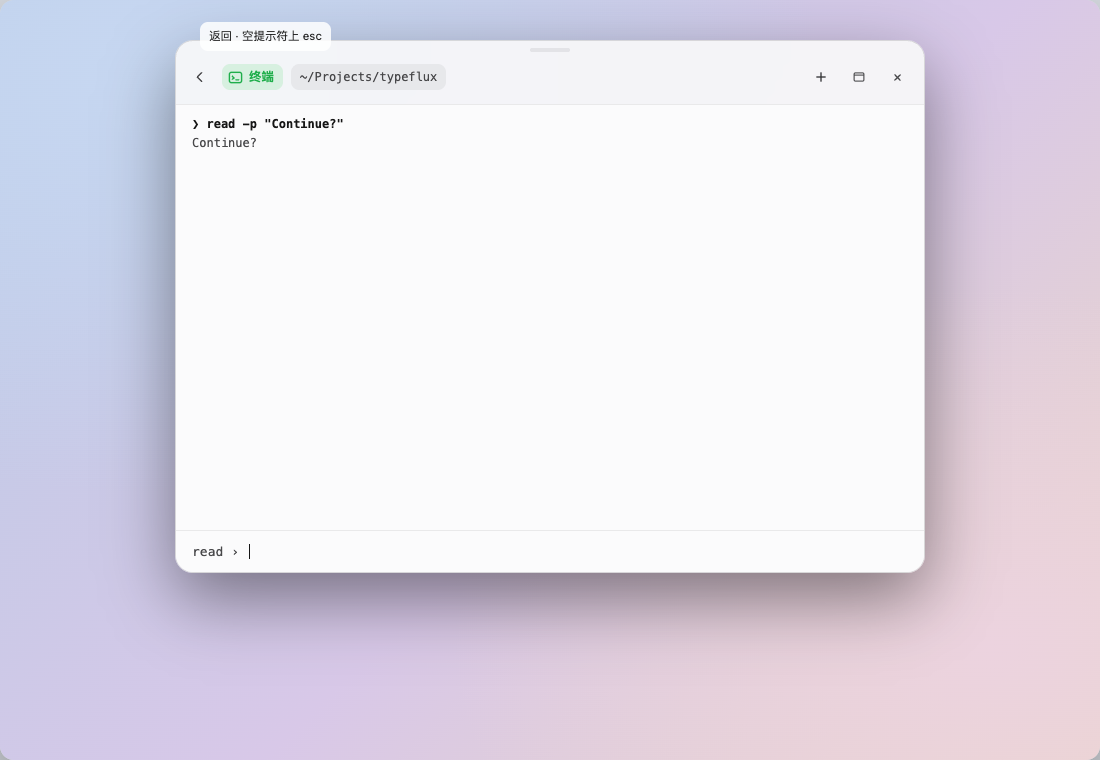 返回 · 空提示符上 esc
终端
~/Projects/typeflux
❯ read -p "Continue?"
Continue?
read ›